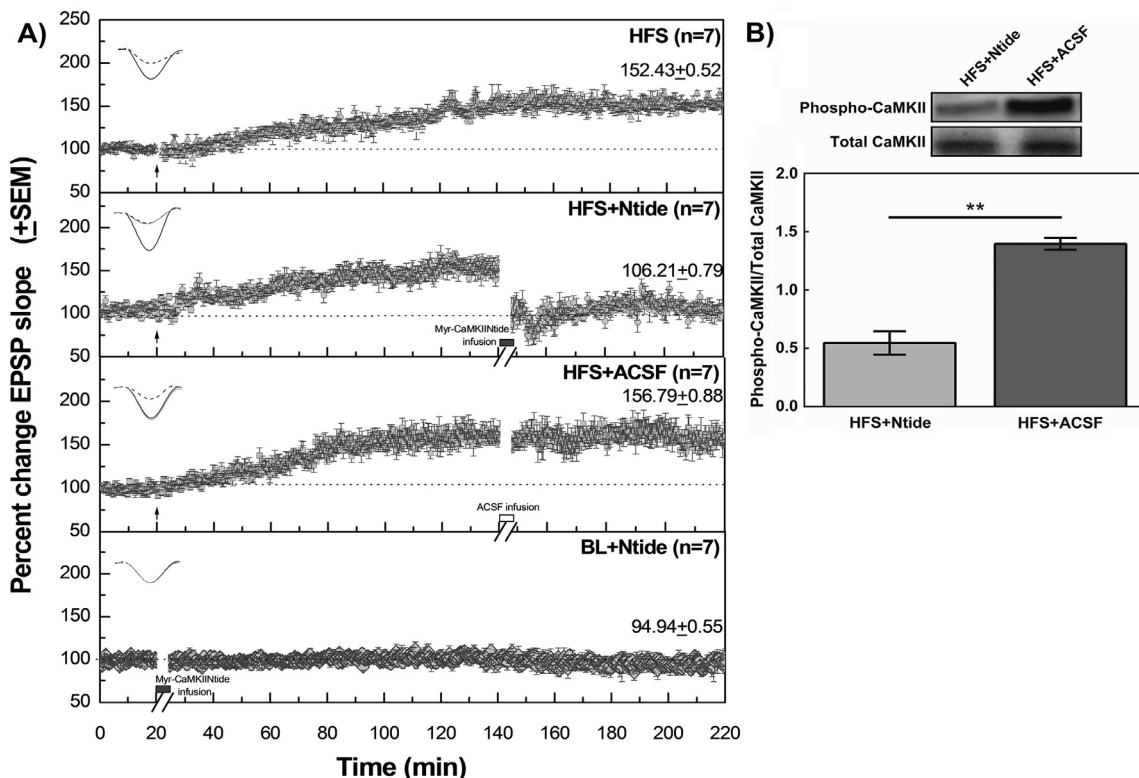 A)
Percent change EPSP slope (±SEM)
250
200
150
100
50
HFS (n=7)
152.43±0.52
200
150
100
50
HFS+Ntide (n=7)
106.21±0.79
Myr-CaMKIINtide
infusion
200
150
100
50
HFS+ACSF (n=7)
156.79±0.88
ACSF infusion
200
150
100
50
BL+Ntide (n=7)
94.94±0.55
Myr-CaMKIINtide
infusion
0 20 40 60 80 100 120 140 160 180 200 220
Time (min)
B)
HFS+Ntide HFS+ACSF
Phospho-CaMKII
Total CaMKII
Phospho-CaMKII/Total CaMKII
2.0
1.5
1.0
0.5
0.0
**
HFS+Ntide HFS+ACSF